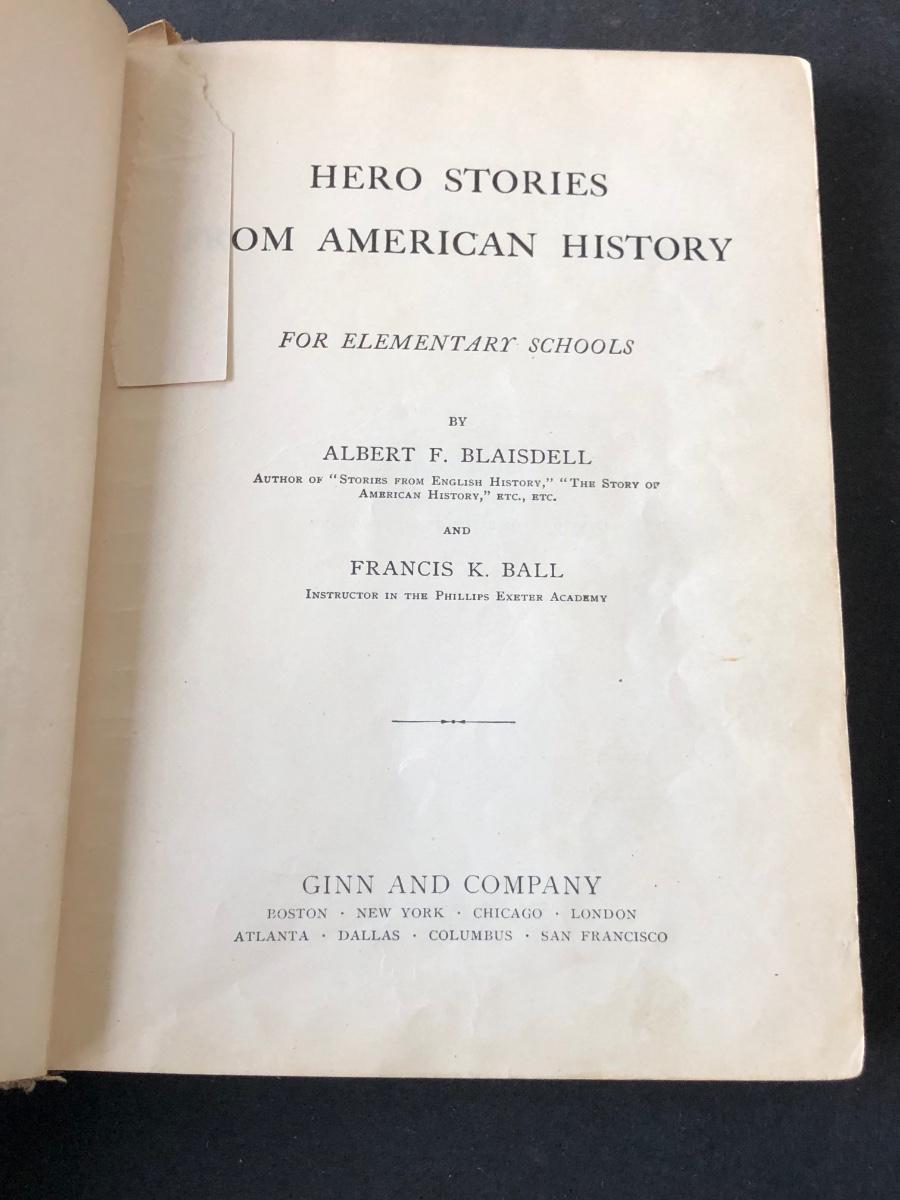 HERO STORIES
FROM AMERICAN HISTORY
FOR ELEMENTARY SCHOOLS
BY
ALBERT F. BLAISDELL
AUTHOR OF "STORIES FROM ENGLISH HISTORY," "THE STORY OF
AMERICAN HISTORY," ETC., ETC.
AND
FRANCIS K. BALL
INSTRUCTOR IN THE PHILLIPS EXETER ACADEMY
GINN AND COMPANY
BOSTON · NEW YORK · CHICAGO · LONDON
ATLANTA · DALLAS · COLUMBUS · SAN FRANCISCO